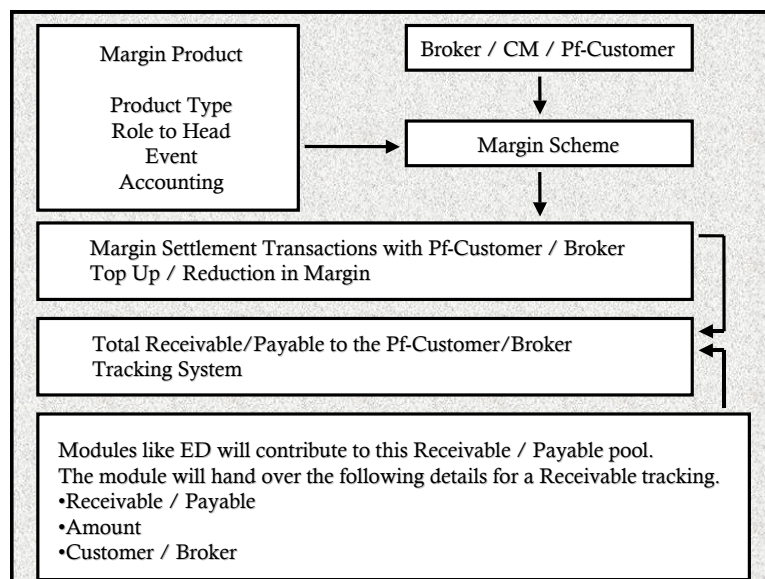 Margin Product
Product Type
Role to Head
Event
Accounting
Broker / CM / Pf-Customer
Margin Scheme
Margin Settlement Transactions with Pf-Customer / Broker
Top Up / Reduction in Margin
Total Receivable/Payable to the Pf-Customer/Broker
Tracking System
Modules like ED will contribute to this Receivable / Payable pool.
The module will hand over the following details for a Receivable tracking.
•Receivable / Payable
•Amount
•Customer / Broker